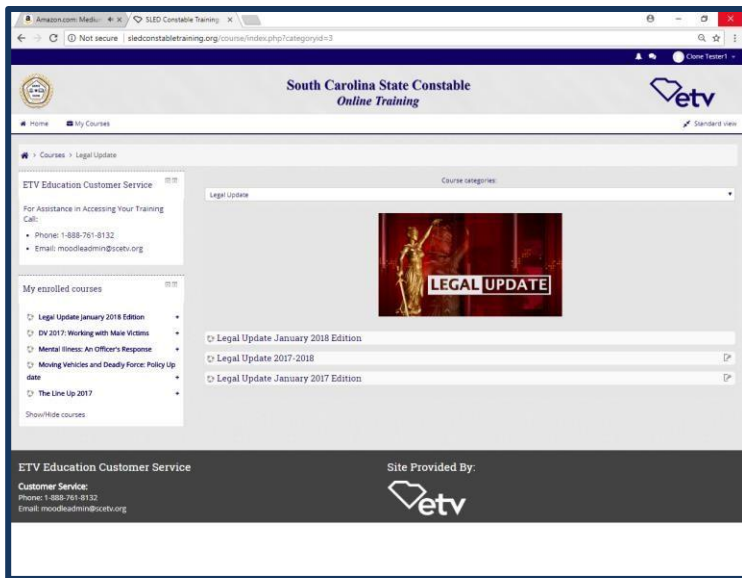 Amazon.com: Mediu
SLED Constable Training
Not secure | sledconstabletraining.org/course/index.php?categoryid=3
Clone Tester1
South Carolina State Constable
Online Training
etv
Home
My Courses
Standard view
Courses > Legal Update
ETV Education Customer Service
For Assistance in Accessing Your Training
Call:
• Phone: 1-888-761-8132
• Email: moodleadmin@scetv.org
My enrolled courses
Legal Update January 2018 Edition
DV 2017: Working with Male Victims
Mental Illness: An Officer's Response
Moving Vehicles and Deadly Force: Policy Up
date
The Line Up 2017
Show/Hide courses
Course categories:
Legal Update
LEGAL UPDATE
Legal Update January 2018 Edition
Legal Update 2017-2018
Legal Update January 2017 Edition
ETV Education Customer Service
Customer Service:
Phone: 1-888-761-8132
Email: moodleadmin@scetv.org
Site Provided By:
etv